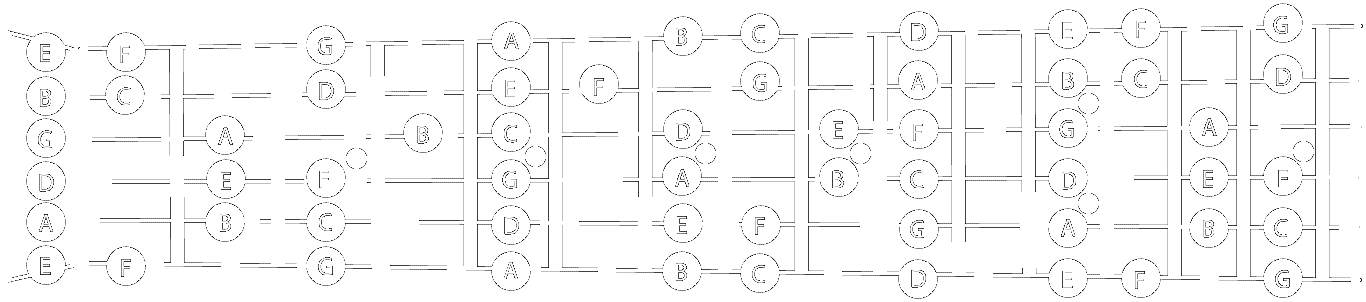 E F G A B C D E F G
B C D E F G A B C D
G A B C D E F G A
D E F G A B C D E F
A B C D E F G A B C
E F G A B C D E F G